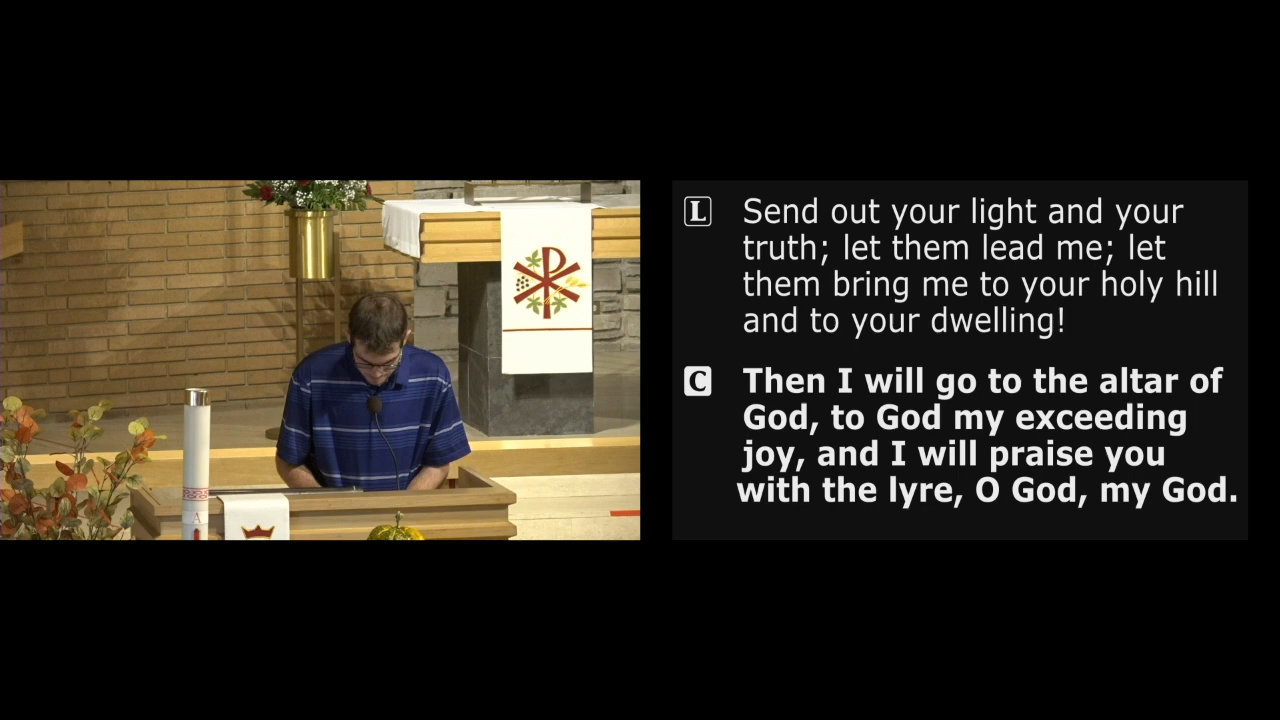 L Send out your light and your
truth; let them lead me; let
them bring me to your holy hill
and to your dwelling!
C Then I will go to the altar of
God, to God my exceeding
joy, and I will praise you
with the lyre, O God, my God.
A